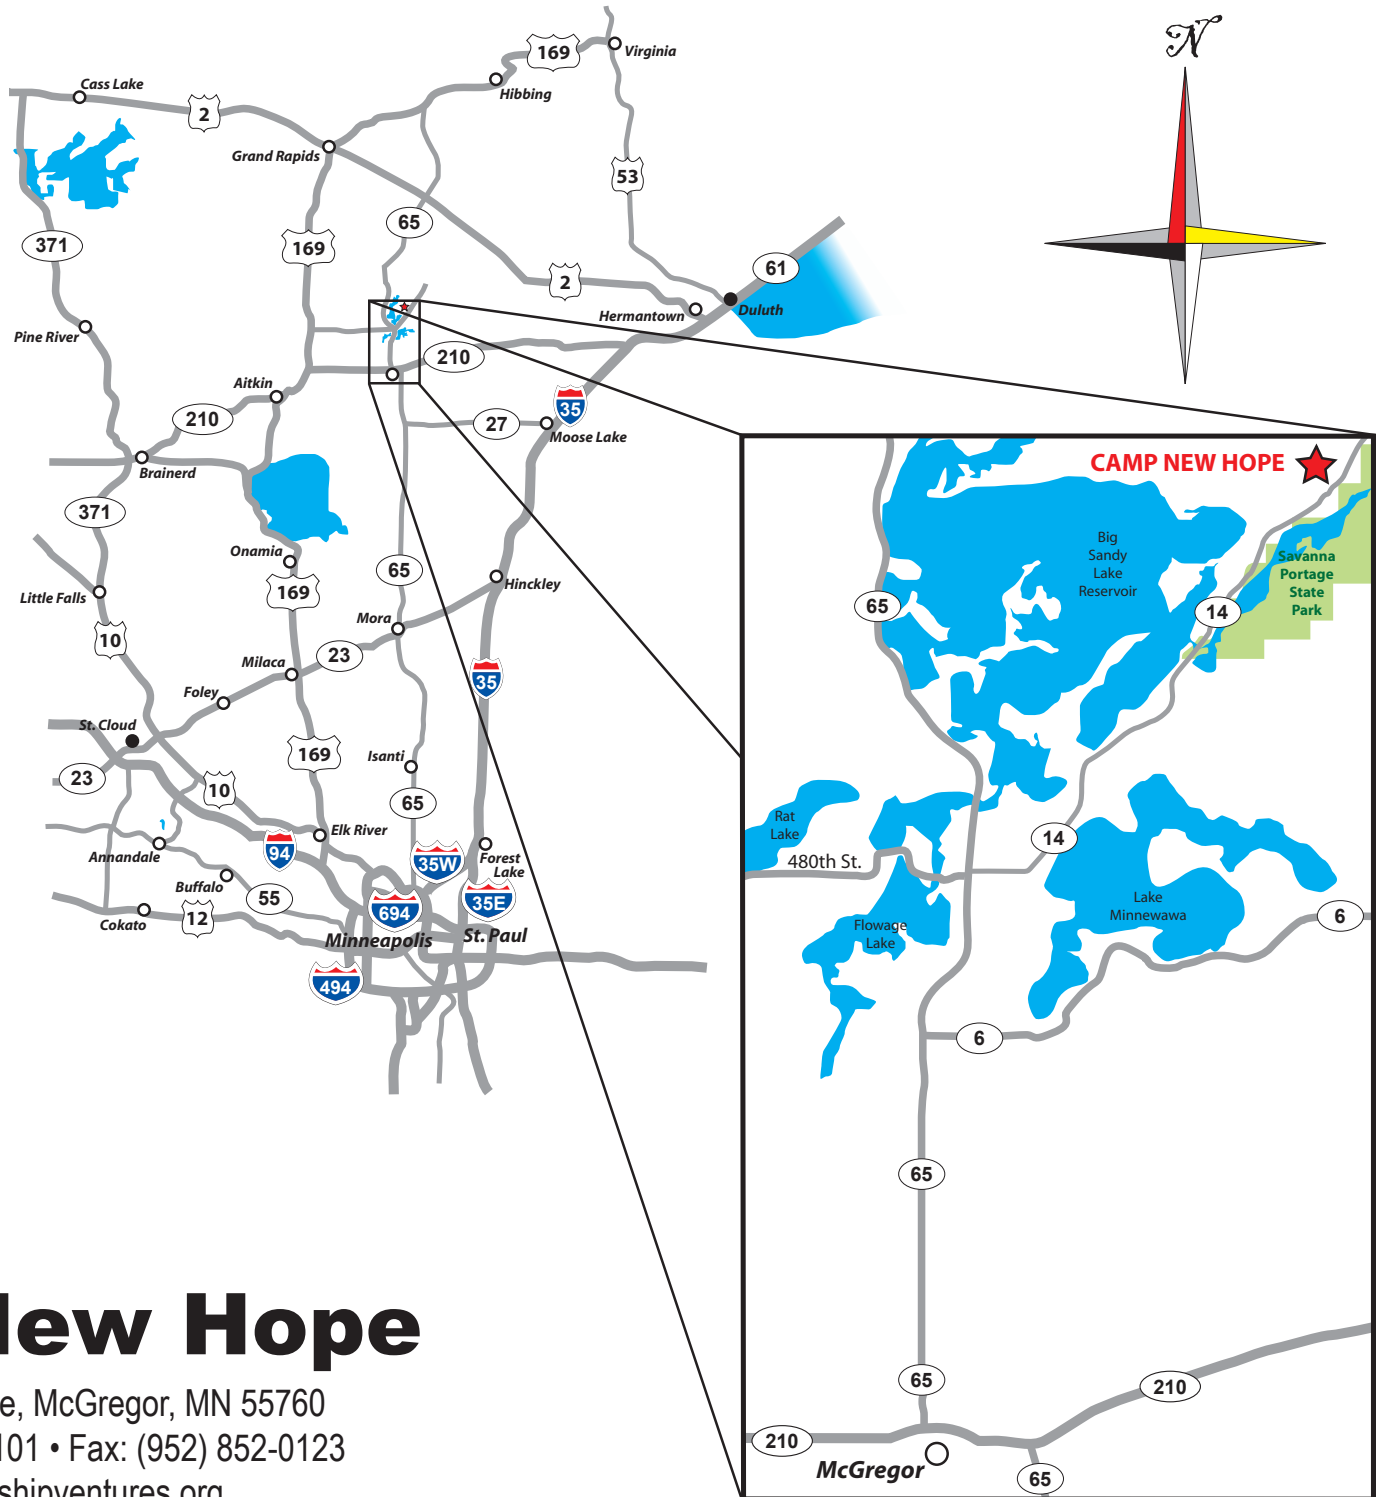 N
169
Virginia
Cass Lake
Hibbing
2
Grand Rapids
53
65
371
169
61
2
Hermantown
Duluth
Pine River
210
Aitkin
210
35
27
Moose Lake
Brainerd
371
Onamia
65
Hinckley
169
Little Falls
Mora
10
23
Milaca
35
Foley
St. Cloud
169
Isanti
23
10
65
Elk River
94
35W
Annandale
Forest
Lake
Buffalo
55
35E
694
Cokato
12
Minneapolis
St. Paul
494
CAMP NEW HOPE
Big
Sandy
Lake
Reservoir
Savanna
Portage
State
Park
65
14
Rat
Lake
14
480th St.
Lake
Minnewawa
6
Flowage
Lake
6
65
65
210
210
McGregor
65
New Hope
e, McGregor, MN 55760
101 • Fax: (952) 852-0123
shipventures.org